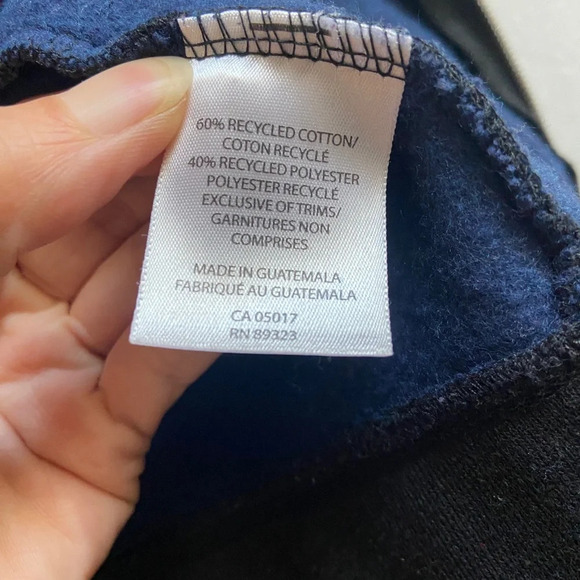 60% RECYCLED COTTON/
COTON RECYCLÉ
40% RECYCLED POLYESTER
POLYESTER RECYCLÉ
EXCLUSIVE OF TRIMS/
GARNITURES NON
COMPRISES
MADE IN GUATEMALA
FABRIQUÉ AU GUATEMALA
CA 05017
RN 89323